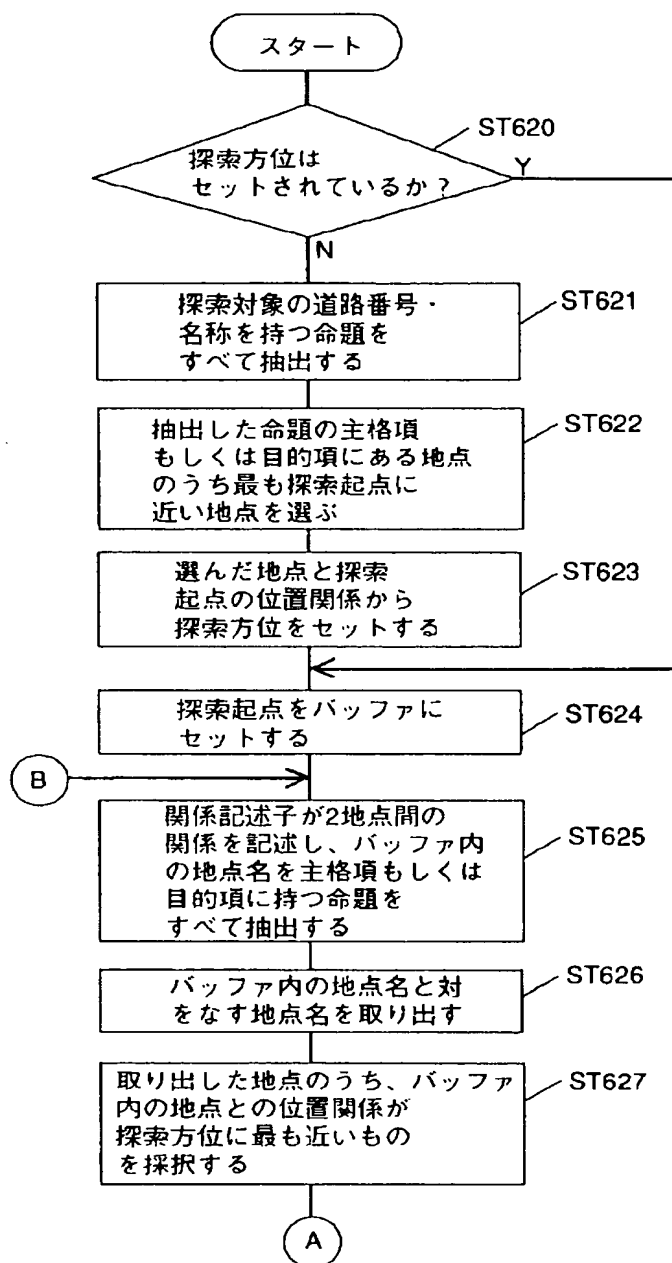 スタート
ST620
探索方位は
セットされているか?
Y
N
ST621
探索対象の道路番号・
名称を持つ命題を
すべて抽出する
ST622
抽出した命題の主格項
もしくは目的項にある地点
のうち最も探索起点に
近い地点を選ぶ
ST623
選んだ地点と探索
起点の位置関係から
探索方位をセットする
探索起点をバッファに
セットする
ST624
B
関係記述子が2地点間の
関係を記述し、バッファ内
の地点名を主格項もしくは
目的項に持つ命題を
すべて抽出する
ST625
バッファ内の地点名と対
をなす地点名を取り出す
ST626
取り出した地点のうち、バッファ
内の地点との位置関係が
探索方位に最も近いもの
を採択する
ST627
A